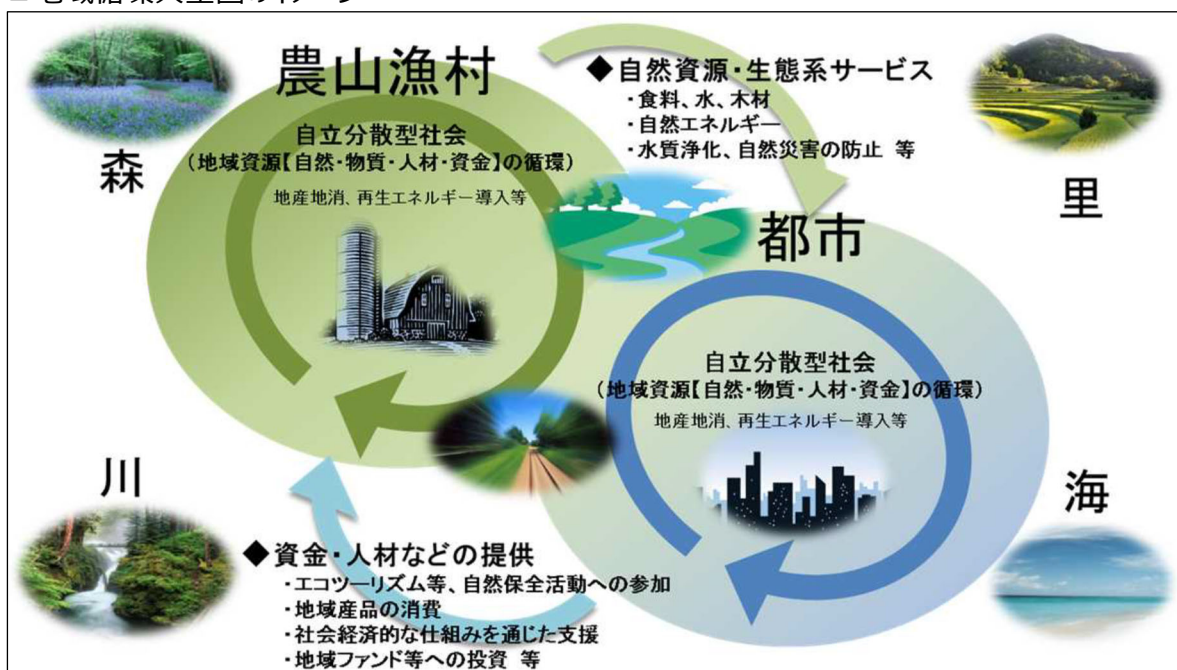 農山漁村
自立分散型社会
(地域資源【自然・物質・人材・資金】の循環)
地産地消、再生エネルギー導入等
◆自然資源・生態系サービス
・食料、水、木材
・自然エネルギー
・水質浄化、自然災害の防止 等
森
里
都市
自立分散型社会
(地域資源【自然・物質・人材・資金】の循環)
地産地消、再生エネルギー導入等
川
海
◆資金・人材などの提供
・エコツーリズム等、自然保全活動への参加
・地域産品の消費
・社会経済的な仕組みを通じた支援
・地域ファンド等への投資 等